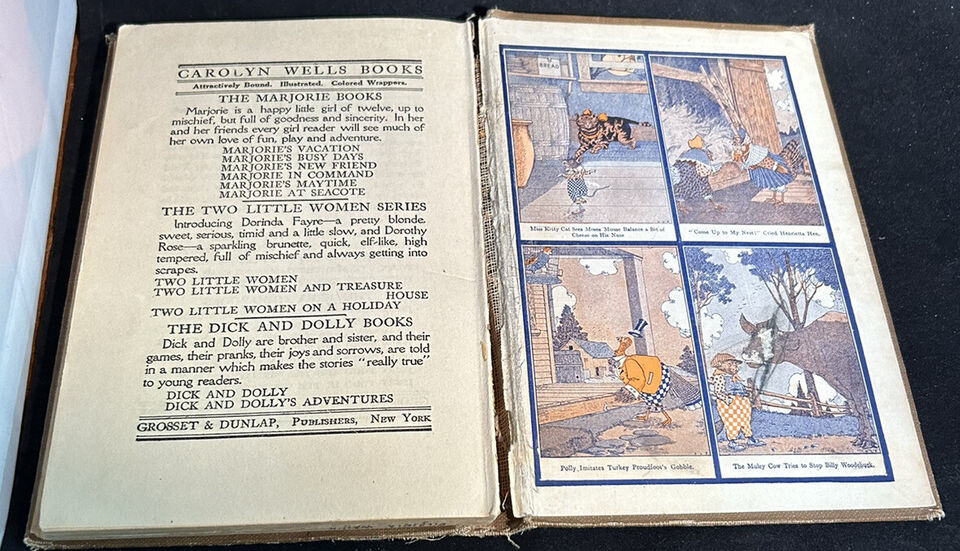 CAROLYN WELLS BOOKS
Attractively Bound. Illustrated. Colored Wrappers.
THE MARJORIE BOOKS
Marjorie is a happy little girl of twelve, up to
mischief, but full of goodness and sincerity. In her
and her friends every girl reader will see much of
her own love of fun, play and adventure.
MARJORIE'S VACATION
MARJORIE'S BUSY DAYS
MARJORIE'S NEW FRIEND
MARJORIE IN COMMAND
MARJORIE'S MAYTIME
MARJORIE AT SEACOTE
THE TWO LITTLE WOMEN SERIES
Introducing Dorinda Fayre—a pretty blonde,
sweet, serious, timid and a little slow, and Dorothy
Rose—a sparkling brunette, quick, elf-like, high
tempered, full of mischief and always getting into
scrapes.
TWO LITTLE WOMEN
TWO LITTLE WOMEN AND TREASURE
HOUSE
TWO LITTLE WOMEN ON A HOLIDAY
THE DICK AND DOLLY BOOKS
Dick and Dolly are brother and sister, and their
games, their pranks, their joys and sorrows, are told
in a manner which makes the stories "really true"
to young readers.
DICK AND DOLLY
DICK AND DOLLY'S ADVENTURES
GROSSET & DUNLAP, PUBLISHERS, NEW YORK
BREAD
Miss Kitty Cat Sees Moses Mouse Balance a Bit of
Cheese on His Nose
"Come Up to My Nest!" Cried Henrietta Hen.
Polly Imitates Turkey Proudfoot's Gobble.
The Muley Cow Tries to Stop Billy Woodchuck.